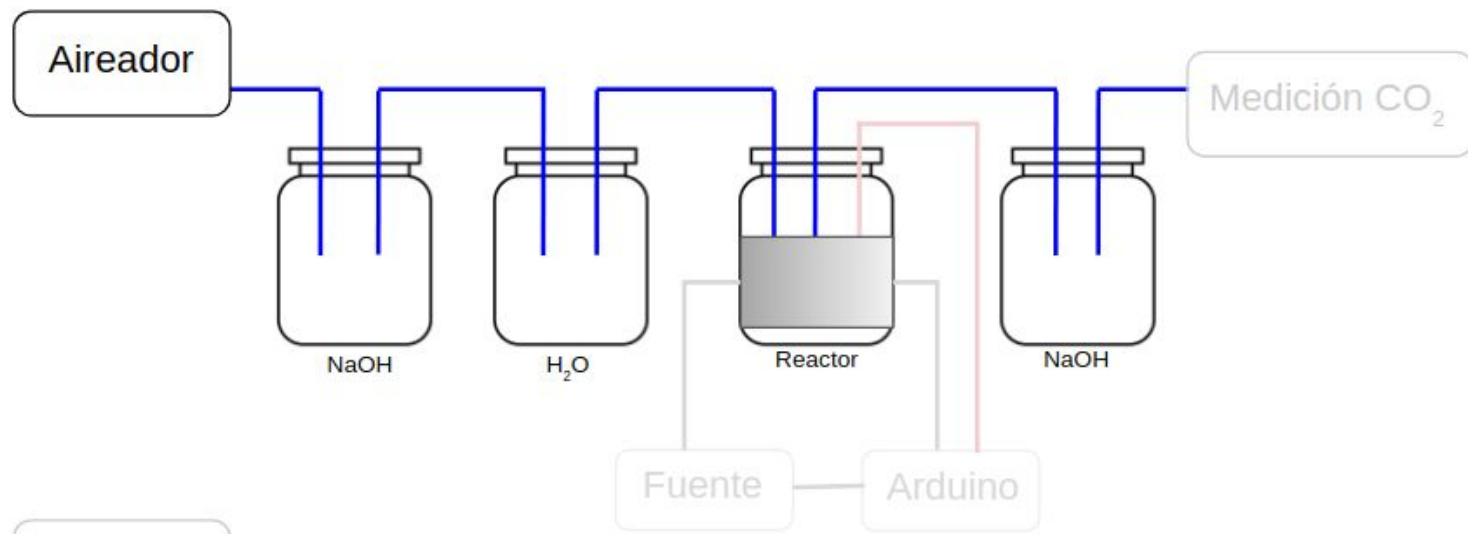 Aireador
Medición CO₂
NaOH
H₂O
Reactor
NaOH
Fuente
Arduino